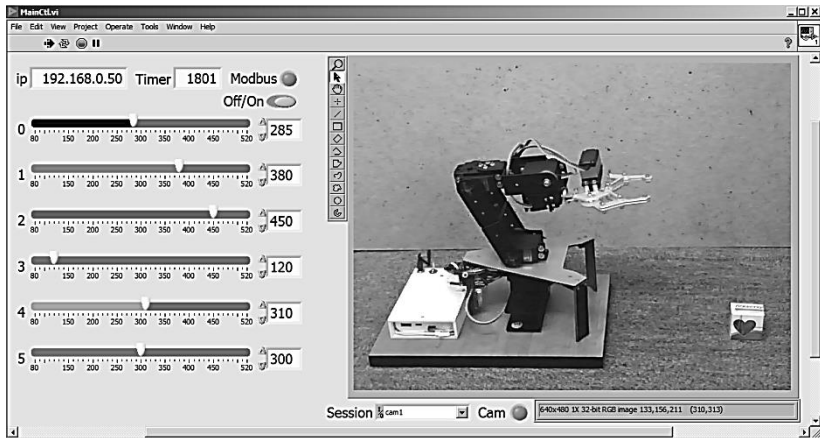 MainCtl.vi
File Edit View Project Operate Tools Window Help
ip 192.168.0.50 Timer 1801 Modbus
Off/On
0 285
80 150 200 250 300 350 400 450 520
1 380
80 150 200 250 300 350 400 450 520
2 450
80 150 200 250 300 350 400 450 520
3 120
80 150 200 250 300 350 400 450 520
4 310
80 150 200 250 300 350 400 450 520
5 300
80 150 200 250 300 350 400 450 520
Session cam1 Cam 640x480 1X 32-bit RGB image 133,156,211 (310,313)